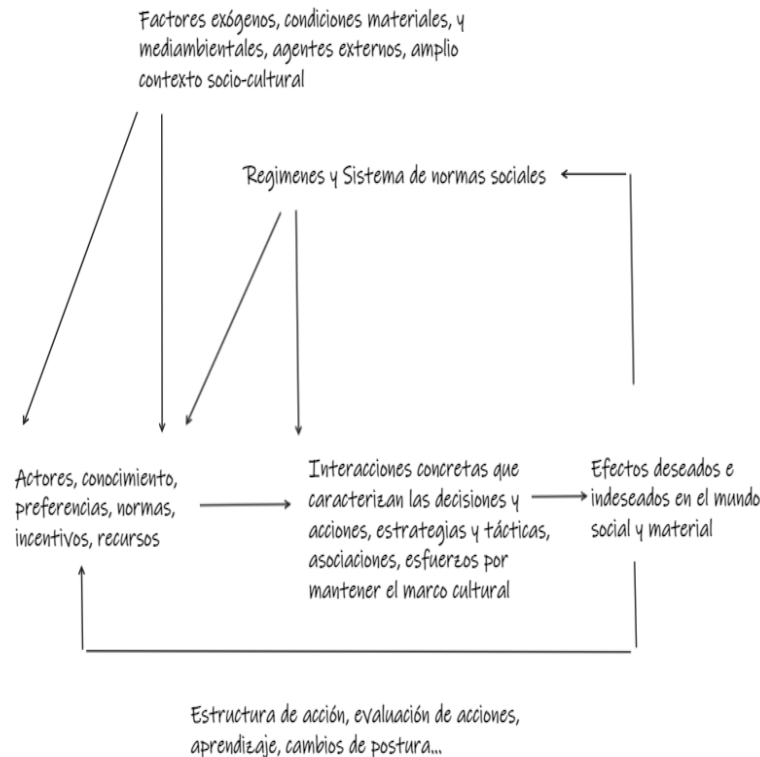 Factores exógenos, condiciones materiales, y
mediambientales, agentes externos, amplio
contexto socio-cultural
Regimenes y Sistema de normas sociales
Actores, conocimiento,
preferencias, normas,
incentivos, recursos
Interacciones concretas que
caracterizan las decisiones y
acciones, estrategias y tácticas,
asociaciones, esfuerzos por
mantener el marco cultural
Efectos deseados e
indeseados en el mundo
social y material
Estructura de acción, evaluación de acciones,
aprendizaje, cambios de postura...